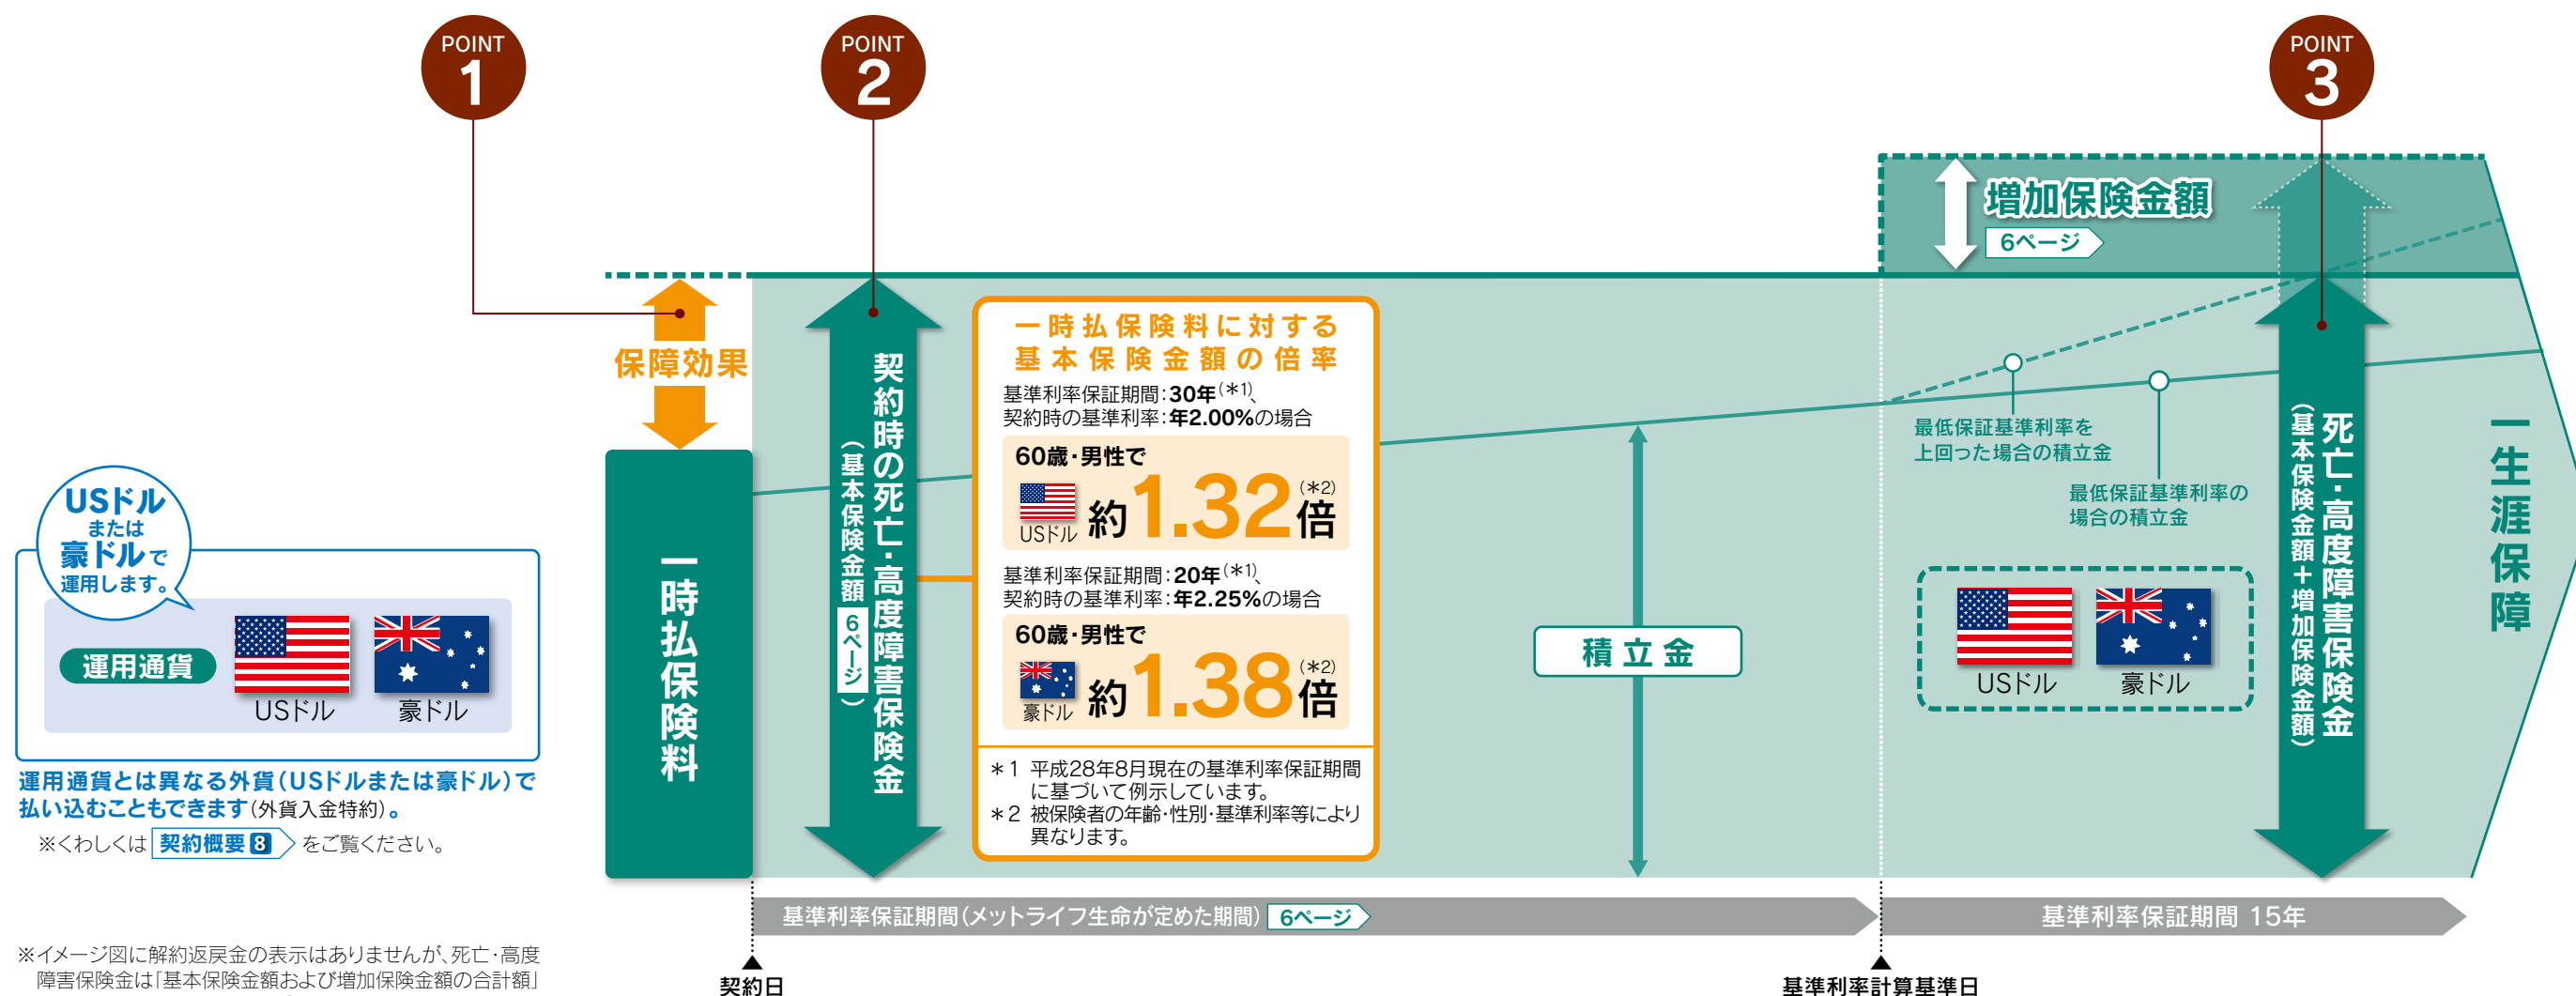 POINT
1
POINT
2
POINT
3
増加保険金額
6ページ
保障効果
一時払保険料
契約時の死亡・高度障害保険金
（基本保険金額 6ページ）
一時払保険料に対する
基本保険金額の倍率
基準利率保証期間：30年（＊1）、
契約時の基準利率：年2.00%の場合
60歳・男性で
USドル 約1.32倍（＊2）
基準利率保証期間：20年（＊1）、
契約時の基準利率：年2.25%の場合
60歳・男性で
豪ドル 約1.38倍（＊2）
＊1 平成28年8月現在の基準利率保証期間
に基づいて例示しています。
＊2 被保険者の年齢・性別・基準利率等により
異なります。
積立金
最低保証基準利率を
上回った場合の積立金
最低保証基準利率の
場合の積立金
USドル
豪ドル
死亡・高度障害保険金
（基本保険金額＋増加保険金額）
一生涯保障
USドル
または
豪ドルで
運用します。
運用通貨
USドル
豪ドル
運用通貨とは異なる外貨（USドルまたは豪ドル）で
払い込むこともできます（外貨入金特約）。
※くわしくは 契約概要 8 をご覧ください。
基準利率保証期間（メットライフ生命が定めた期間） 6ページ
基準利率保証期間 15年
▲
契約日
▲
基準利率計算基準日
※イメージ図に解約返戻金の表示はありませんが、死亡・高度
障害保険金は「基本保険金額および増加保険金額の合計額」